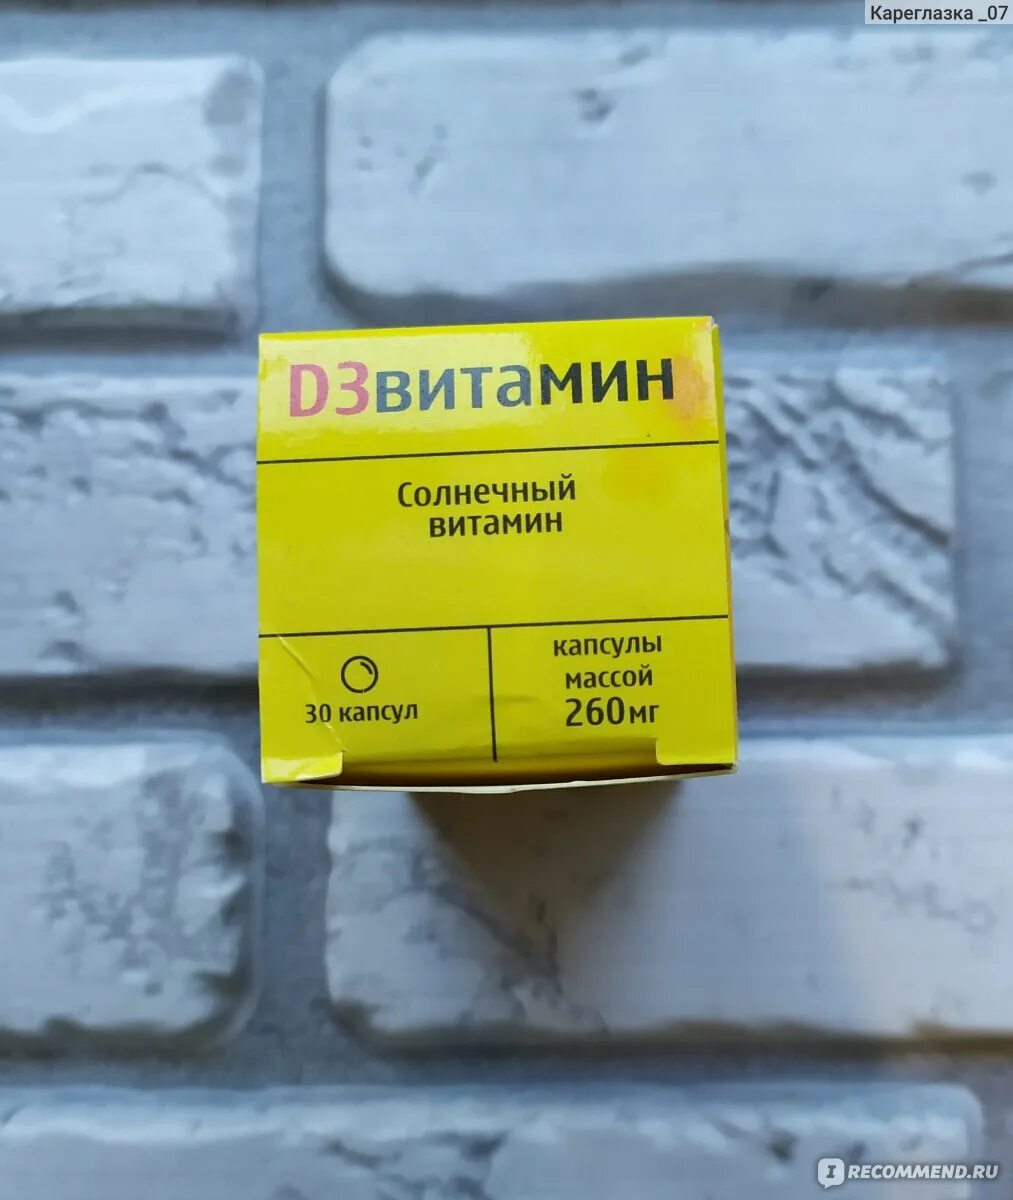 Кареглазка _07
D3витамин
Солнечный
витамин
30 капсул
капсулы
массой
260мг
I RECOMMEND.RU